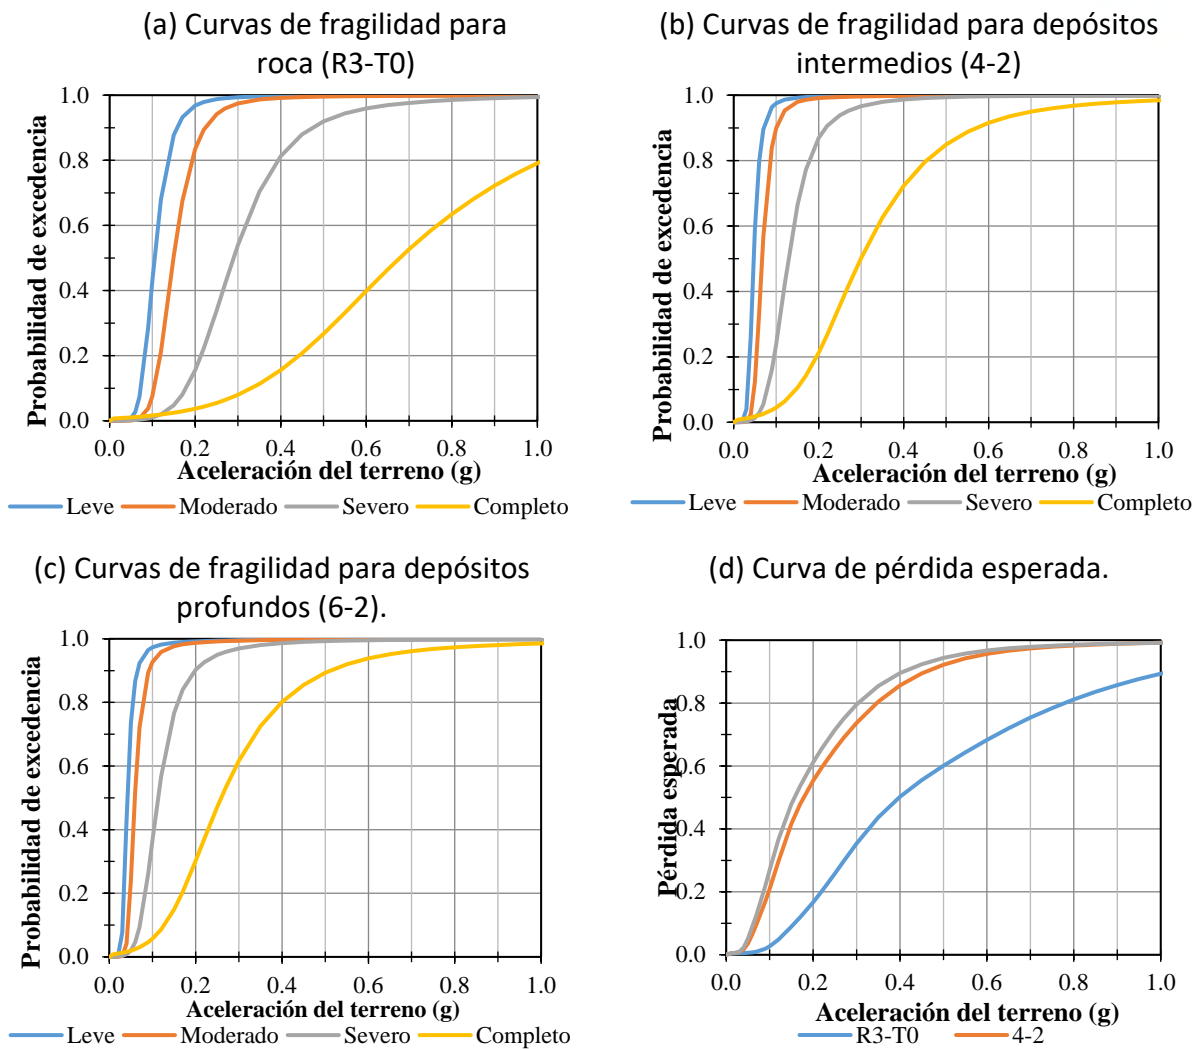 (a) Curvas de fragilidad para
roca (R3-T0)
Probabilidad de excedencia
1.0
0.8
0.6
0.4
0.2
0.0
0.0 0.2 0.4 0.6 0.8 1.0
Aceleración del terreno (g)
Leve Moderado Severo Completo
(b) Curvas de fragilidad para depósitos
intermedios (4-2)
Probabilidad de excedencia
1.0
0.8
0.6
0.4
0.2
0.0
0.0 0.2 0.4 0.6 0.8 1.0
Aceleración del terreno (g)
Leve Moderado Severo Completo
(c) Curvas de fragilidad para depósitos
profundos (6-2).
Probabilidad de excedencia
1.0
0.8
0.6
0.4
0.2
0.0
0.0 0.2 0.4 0.6 0.8 1.0
Aceleración del terreno (g)
Leve Moderado Severo Completo
(d) Curva de pérdida esperada.
Pérdida esperada
1.0
0.8
0.6
0.4
0.2
0.0
0.0 0.2 0.4 0.6 0.8 1.0
Aceleración del terreno (g)
R3-T0 4-2